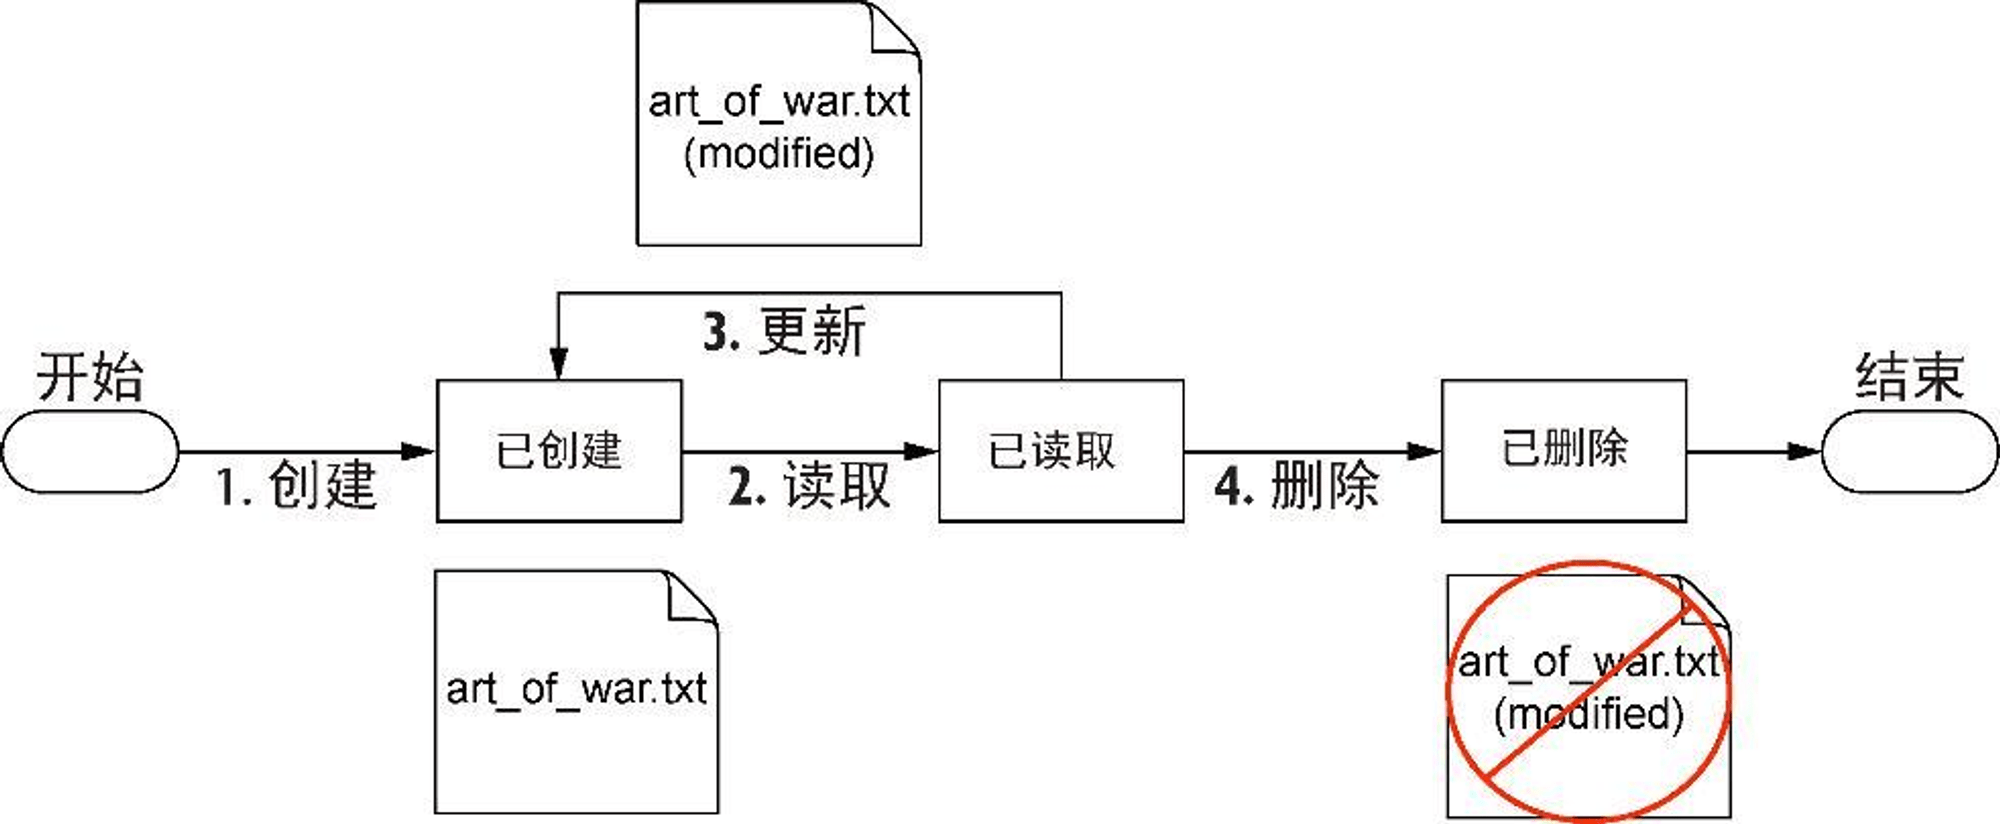 art_of_war.txt
(modified)
3. 更新
开始
结束
已创建
已读取
已删除
1. 创建
2. 读取
4. 删除
art_of_war.txt
art_of_war.txt
(modified)